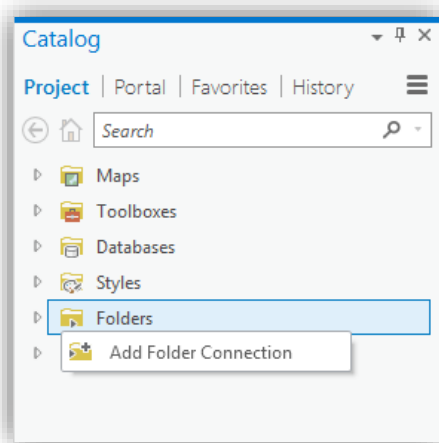 Catalog
Project | Portal | Favorites | History
Search
Maps
Toolboxes
Databases
Styles
Folders
Add Folder Connection